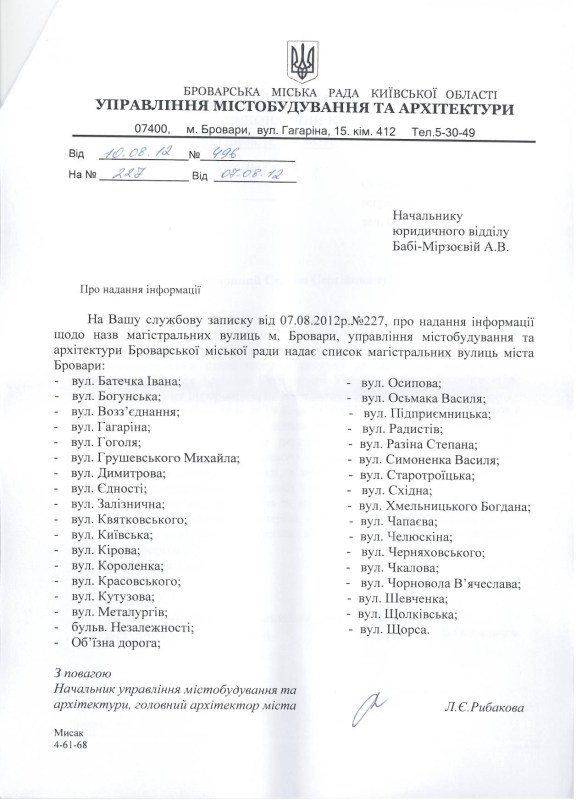 БРОВАРСЬКА МІСЬКА РАДА КИЇВСЬКОЇ ОБЛАСТІ
УПРАВЛІННЯ МІСТОБУДУВАННЯ ТА АРХІТЕКТУРИ
07400, м. Бровари, вул. Гагаріна, 15. кім. 412 Тел.5-30-49
Від 10.08.12 № 496
На № 227 Від 07.08.12
Начальнику
юридичного відділу
Бабі-Мірзоєвій А.В.
Про надання інформації
На Вашу службову записку від 07.08.2012р.№227, про надання інформації
щодо назв магістральних вулиць м. Бровари, управління містобудування та
архітектури Броварської міської ради надає список магістральних вулиць міста
Бровари:
- вул. Батечка Івана;
- вул. Богунська;
- вул. Возз’єднання;
- вул. Гагаріна;
- вул. Гоголя;
- вул. Грушевського Михайла;
- вул. Димитрова;
- вул. Єдності;
- вул. Залізнична;
- вул. Квятковського;
- вул. Київська;
- вул. Кірова;
- вул. Короленка;
- вул. Красовського;
- вул. Кутузова;
- вул. Металургів;
- бульв. Незалежності;
- Об’їзна дорога;
- вул. Осипова;
- вул. Осьмака Василя;
- вул. Підприємницька;
- вул. Радистів;
- вул. Разіна Степана;
- вул. Симоненка Василя;
- вул. Старотроїцька;
- вул. Східна;
- вул. Хмельницького Богдана;
- вул. Чапаєва;
- вул. Челюскіна;
- вул. Черняховського;
- вул. Чкалова;
- вул. Чорновола В’ячеслава;
- вул. Шевченка;
- вул. Щолківська;
- вул. Щорса.
З повагою
Начальник управління містобудування та
архітектури, головний архітектор міста Л.Є.Рибакова
Мисак
4-61-68